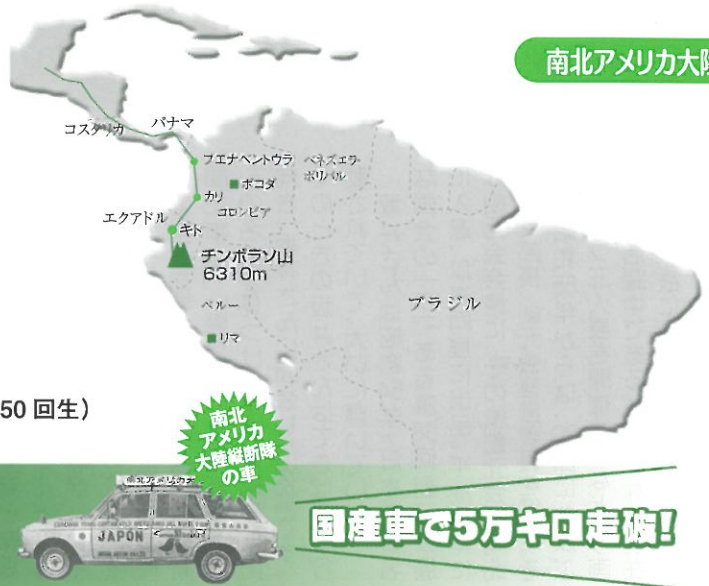 南北アメリカ大陸
コスタリカ
パナマ
ブエナベントウラ
ベネズエラ
ボリバル
ボコダ
カリ
コロンビア
エクアドル
キト
チンボラソ山
6310m
ペルー
ブラジル
リマ
50 回生）
南北
アメリカ
大陸縦断隊
の車
JAPON
国産車で5万キロ走破!